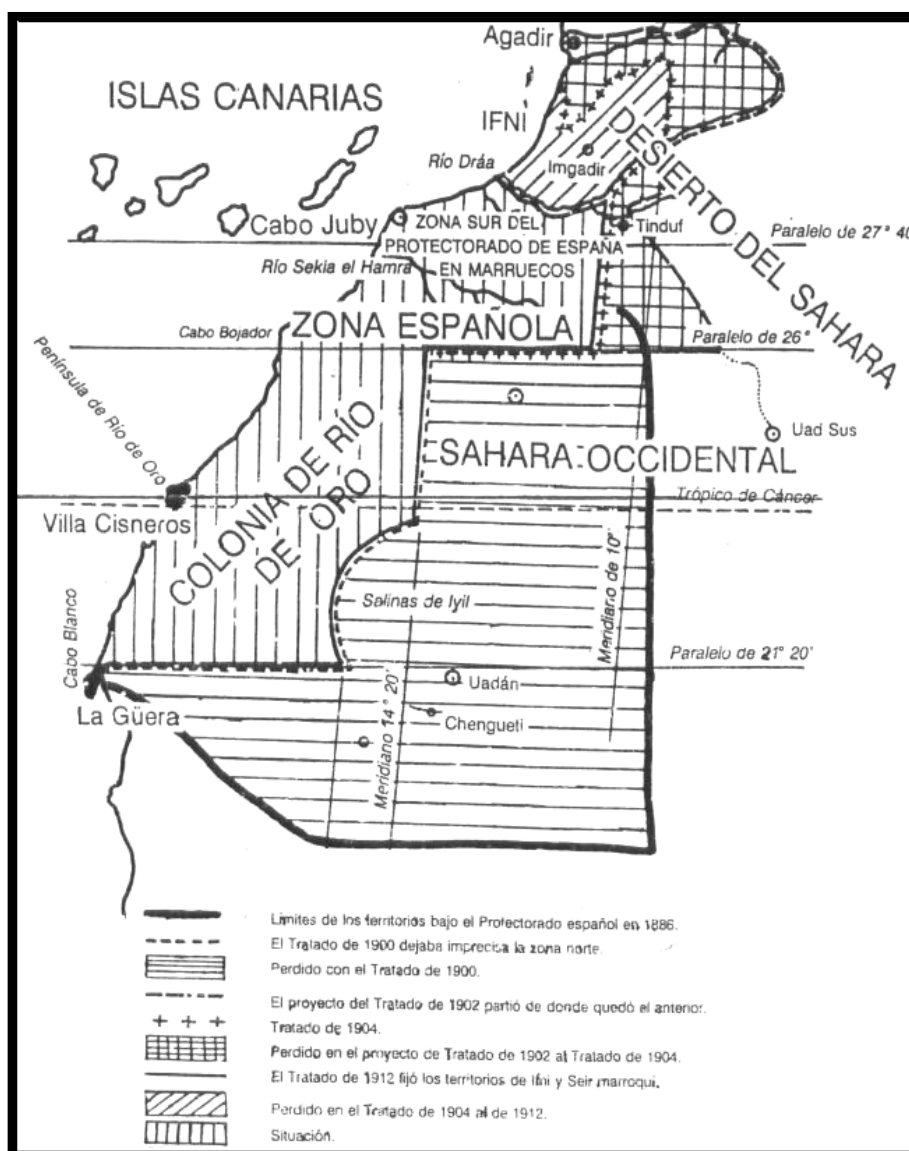 Agadir
ISLAS CANARIAS
IFNI
DESIERTO DEL SAHARA
Río Dráa
Imgadir
Cabo Juby
ZONA SUR DEL
PROTECTORADO DE ESPAÑA
EN MARRUECOS
Tinduf
Paralelo de 27° 40'
Río Sekia el Hamra
Cabo Bojador
ZONA ESPAÑOLA
Paralelo de 26°
Península de Río de Oro
Uad Sus
SAHARA OCCIDENTAL
COLONIA DE RÍO
DE ORO
Trópico de Cáncer
Villa Cisneros
Meridiano de 10°
Salinas de Iyil
Cabo Blanco
Paralelo de 21° 20'
Uadán
La Güera
Chengueti
Meridiano 14° 20'
Límites de los territorios bajo el Protectorado español en 1886.
El Tratado de 1900 dejaba imprecisa la zona norte.
Perdido con el Tratado de 1900.
El proyecto del Tratado de 1902 partió de donde quedó el anterior.
Tratado de 1904.
Perdido en el proyecto de Tratado de 1902 al Tratado de 1904.
El Tratado de 1912 fijó los territorios de Ifni y Seir marroqui.
Perdido en el Tratado de 1904 al de 1912.
Situación.